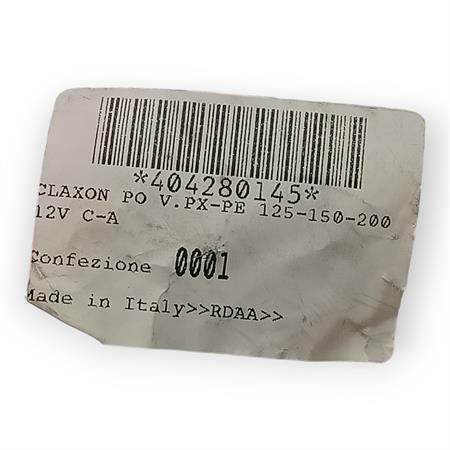 *404280145*
CLAXON PO V.PX-PE 125-150-200
12V C-A
Confezione 0001
Made in Italy>>RDAA>>